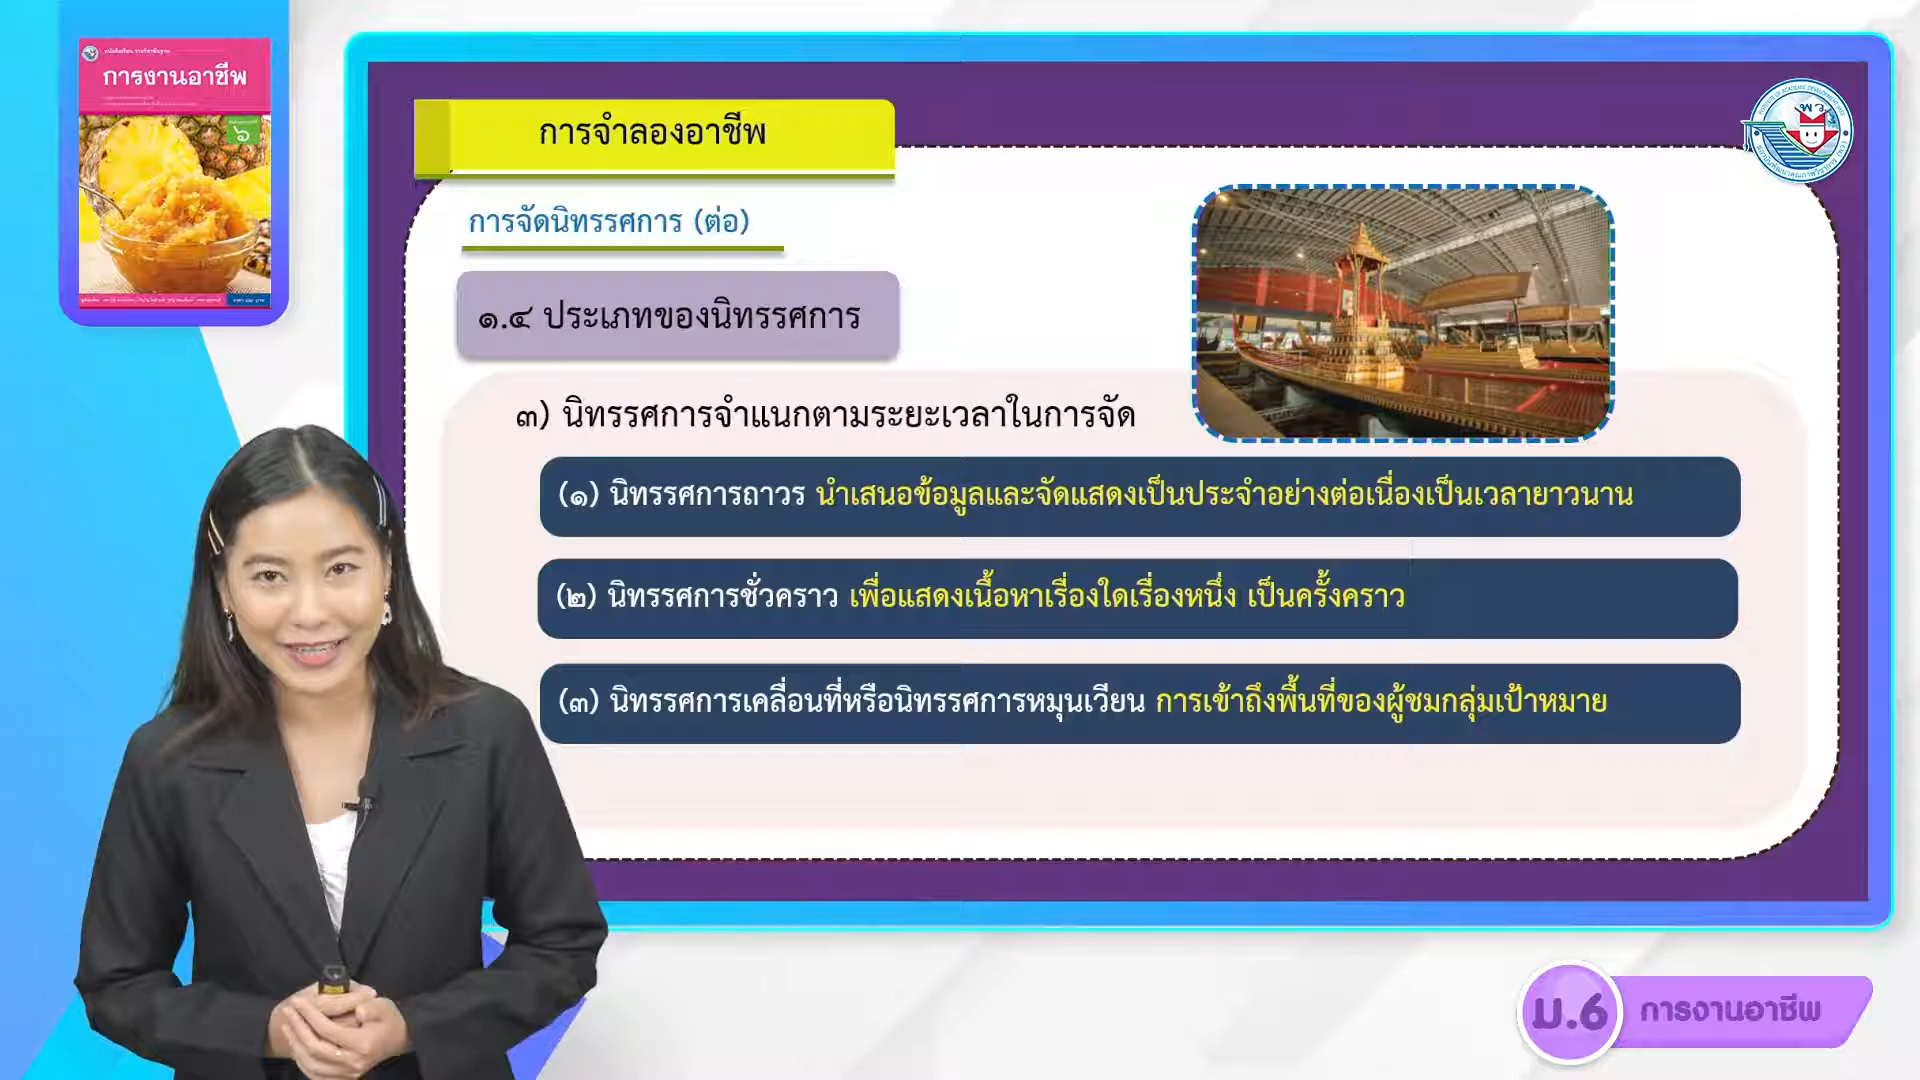 การงานอาชีพ
๖
การจำลองอาชีพ
พว
การจัดนิทรรศการ (ต่อ)
๑.๔ ประเภทของนิทรรศการ
๓) นิทรรศการจำแนกตามระยะเวลาในการจัด
(๑) นิทรรศการถาวร นำเสนอข้อมูลและจัดแสดงเป็นประจำอย่างต่อเนื่องเป็นเวลายาวนาน
(๒) นิทรรศการชั่วคราว เพื่อแสดงเนื้อหาเรื่องใดเรื่องหนึ่ง เป็นครั้งคราว
(๓) นิทรรศการเคลื่อนที่หรือนิทรรศการหมุนเวียน การเข้าถึงพื้นที่ของผู้ชมกลุ่มเป้าหมาย
ม.6 การงานอาชีพ